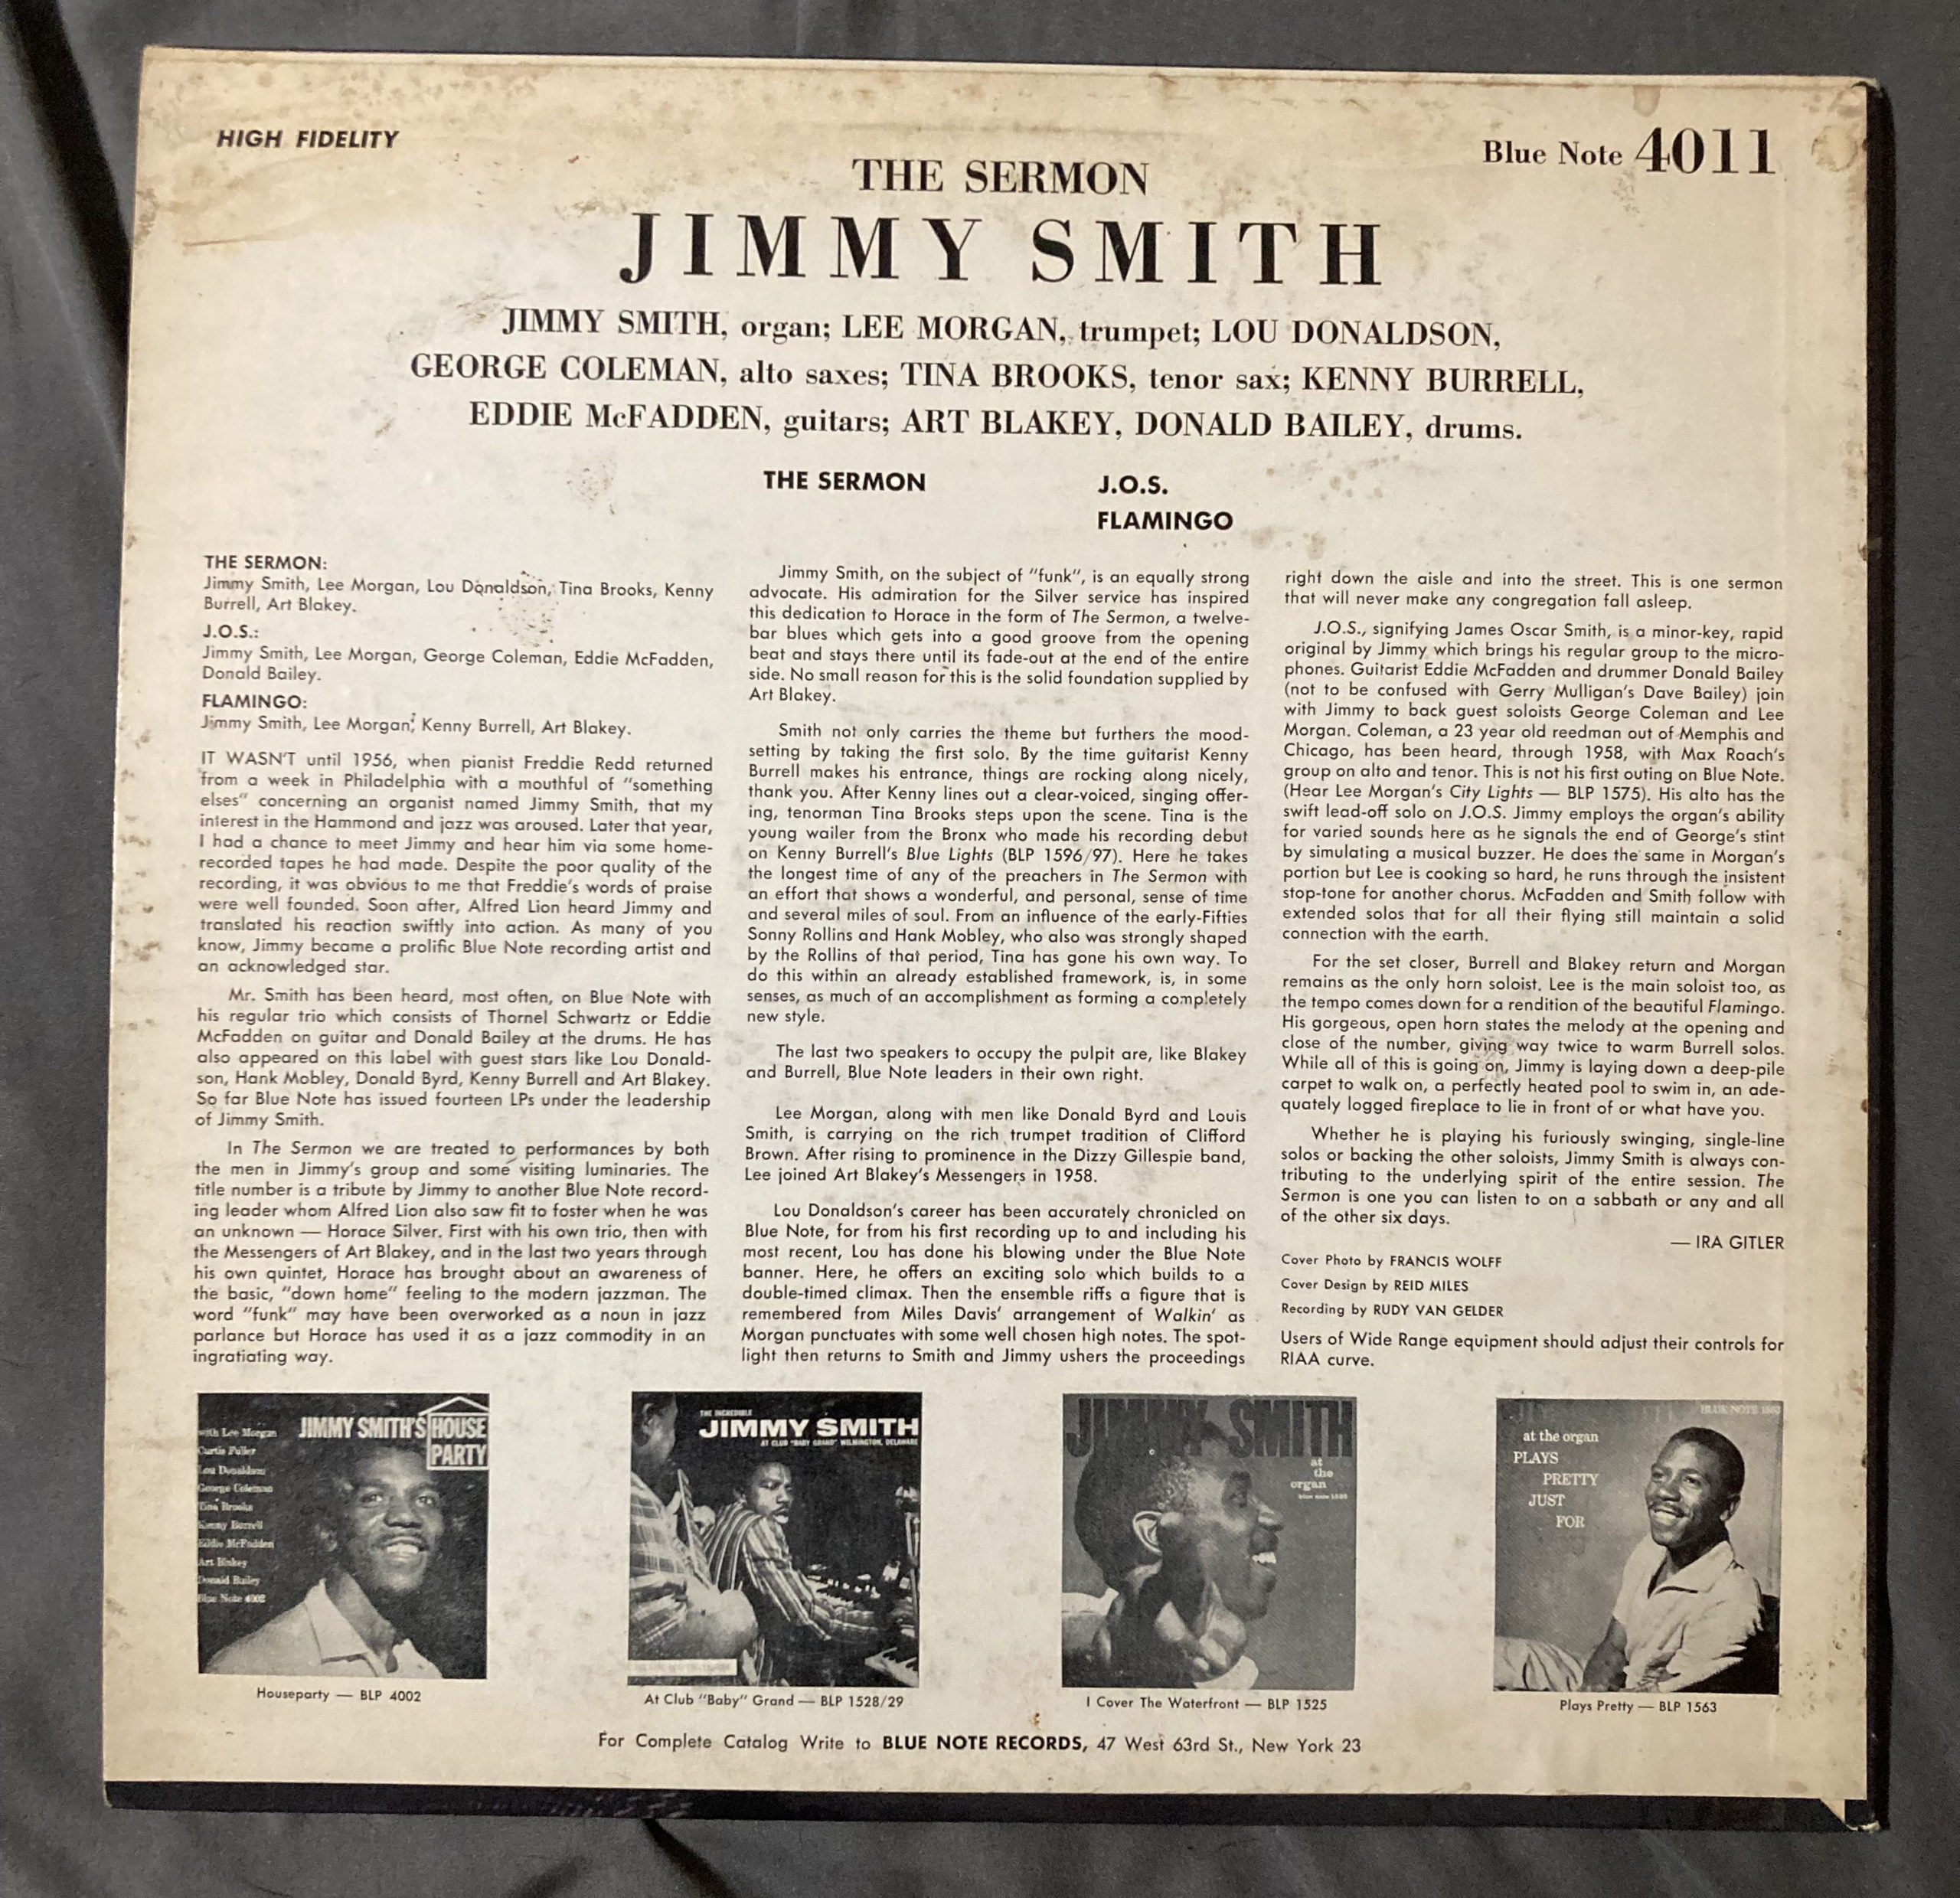 HIGH FIDELITY
Blue Note 4011
THE SERMON
JIMMY SMITH
JIMMY SMITH, organ; LEE MORGAN, trumpet; LOU DONALDSON,
GEORGE COLEMAN, alto saxes; TINA BROOKS, tenor sax; KENNY BURRELL,
EDDIE McFADDEN, guitars; ART BLAKEY, DONALD BAILEY, drums.
THE SERMON
J.O.S.
FLAMINGO
THE SERMON:
Jimmy Smith, Lee Morgan, Lou Donaldson, Tina Brooks, Kenny
Burrell, Art Blakey.
J.O.S.:
Jimmy Smith, Lee Morgan, George Coleman, Eddie McFadden,
Donald Bailey.
FLAMINGO:
Jimmy Smith, Lee Morgan, Kenny Burrell, Art Blakey.
IT WASN'T until 1956, when pianist Freddie Redd returned
from a week in Philadelphia with a mouthful of "something
elses" concerning an organist named Jimmy Smith, that my
interest in the Hammond and jazz was aroused. Later that year,
I had a chance to meet Jimmy and hear him via some home-
recorded tapes he had made. Despite the poor quality of the
recording, it was obvious to me that Freddie's words of praise
were well founded. Soon after, Alfred Lion heard Jimmy and
translated his reaction swiftly into action. As many of you
know, Jimmy became a prolific Blue Note recording artist and
an acknowledged star.
Mr. Smith has been heard, most often, on Blue Note with
his regular trio which consists of Thornel Schwartz or Eddie
McFadden on guitar and Donald Bailey at the drums. He has
also appeared on this label with guest stars like Lou Donald-
son, Hank Mobley, Donald Byrd, Kenny Burrell and Art Blakey.
So far Blue Note has issued fourteen LPs under the leadership
of Jimmy Smith.
In The Sermon we are treated to performances by both
the men in Jimmy's group and some visiting luminaries. The
title number is a tribute by Jimmy to another Blue Note record-
ing leader whom Alfred Lion also saw fit to foster when he was
an unknown — Horace Silver. First with his own trio, then with
the Messengers of Art Blakey, and in the last two years through
his own quintet, Horace has brought about an awareness of
the basic, "down home" feeling to the modern jazzman. The
word "funk" may have been overworked as a noun in jazz
parlance but Horace has used it as a jazz commodity in an
ingratiating way.
Jimmy Smith, on the subject of "funk", is an equally strong
advocate. His admiration for the Silver service has inspired
this dedication to Horace in the form of The Sermon, a twelve-
bar blues which gets into a good groove from the opening
beat and stays there until its fade-out at the end of the entire
side. No small reason for this is the solid foundation supplied by
Art Blakey.
Smith not only carries the theme but furthers the mood-
setting by taking the first solo. By the time guitarist Kenny
Burrell makes his entrance, things are rocking along nicely,
thank you. After Kenny lines out a clear-voiced, singing offer-
ing, tenorman Tina Brooks steps upon the scene. Tina is the
young wailer from the Bronx who made his recording debut
on Kenny Burrell's Blue Lights (BLP 1596/97). Here he takes
the longest time of any of the preachers in The Sermon with
an effort that shows a wonderful, and personal, sense of time
and several miles of soul. From an influence of the early-Fifties
Sonny Rollins and Hank Mobley, who also was strongly shaped
by the Rollins of that period, Tina has gone his own way. To
do this within an already established framework, is, in some
senses, as much of an accomplishment as forming a completely
new style.
The last two speakers to occupy the pulpit are, like Blakey
and Burrell, Blue Note leaders in their own right.
Lee Morgan, along with men like Donald Byrd and Louis
Smith, is carrying on the rich trumpet tradition of Clifford
Brown. After rising to prominence in the Dizzy Gillespie band,
Lee joined Art Blakey's Messengers in 1958.
Lou Donaldson's career has been accurately chronicled on
Blue Note, for from his first recording up to and including his
most recent, Lou has done his blowing under the Blue Note
banner. Here, he offers an exciting solo which builds to a
double-timed climax. Then the ensemble riffs a figure that is
remembered from Miles Davis' arrangement of Walkin' as
Morgan punctuates with some well chosen high notes. The spot-
light then returns to Smith and Jimmy ushers the proceedings
right down the aisle and into the street. This is one sermon
that will never make any congregation fall asleep.
J.O.S., signifying James Oscar Smith, is a minor-key, rapid
original by Jimmy which brings his regular group to the micro-
phones. Guitarist Eddie McFadden and drummer Donald Bailey
(not to be confused with Gerry Mulligan's Dave Bailey) join
with Jimmy to back guest soloists George Coleman and Lee
Morgan. Coleman, a 23 year old reedman out of Memphis and
Chicago, has been heard, through 1958, with Max Roach's
group on alto and tenor. This is not his first outing on Blue Note.
(Hear Lee Morgan's City Lights — BLP 1575). His alto has the
swift lead-off solo on J.O.S. Jimmy employs the organ's ability
for varied sounds here as he signals the end of George's stint
by simulating a musical buzzer. He does the same in Morgan's
portion but Lee is cooking so hard, he runs through the insistent
stop-tone for another chorus. McFadden and Smith follow with
extended solos that for all their flying still maintain a solid
connection with the earth.
For the set closer, Burrell and Blakey return and Morgan
remains as the only horn soloist. Lee is the main soloist too, as
the tempo comes down for a rendition of the beautiful Flamingo.
His gorgeous, open horn states the melody at the opening and
close of the number, giving way twice to warm Burrell solos.
While all of this is going on, Jimmy is laying down a deep-pile
carpet to walk on, a perfectly heated pool to swim in, an ade-
quately logged fireplace to lie in front of or what have you.
Whether he is playing his furiously swinging, single-line
solos or backing the other soloists, Jimmy Smith is always con-
tributing to the underlying spirit of the entire session. The
Sermon is one you can listen to on a sabbath or any and all
of the other six days.
— IRA GITLER
Cover Photo by FRANCIS WOLFF
Cover Design by REID MILES
Recording by RUDY VAN GELDER
Users of Wide Range equipment should adjust their controls for
RIAA curve.
JIMMY SMITH'S HOUSE
PARTY
with Lee Morgan
Curtis Fuller
Lou Donaldson
George Coleman
Tina Brooks
Kenny Burrell
Eddie McFadden
Art Blakey
Donald Bailey
Blue Note 4002
THE INCREDIBLE
JIMMY SMITH
AT CLUB "BABY GRAND" WILMINGTON, DELAWARE
JIMMY SMITH
at
the
organ
blue note 1525
BLUE NOTE 1563
at the organ
PLAYS
PRETTY
JUST
FOR
Houseparty — BLP 4002
At Club "Baby" Grand — BLP 1528/29
I Cover The Waterfront — BLP 1525
Plays Pretty — BLP 1563
For Complete Catalog Write to BLUE NOTE RECORDS, 47 West 63rd St., New York 23